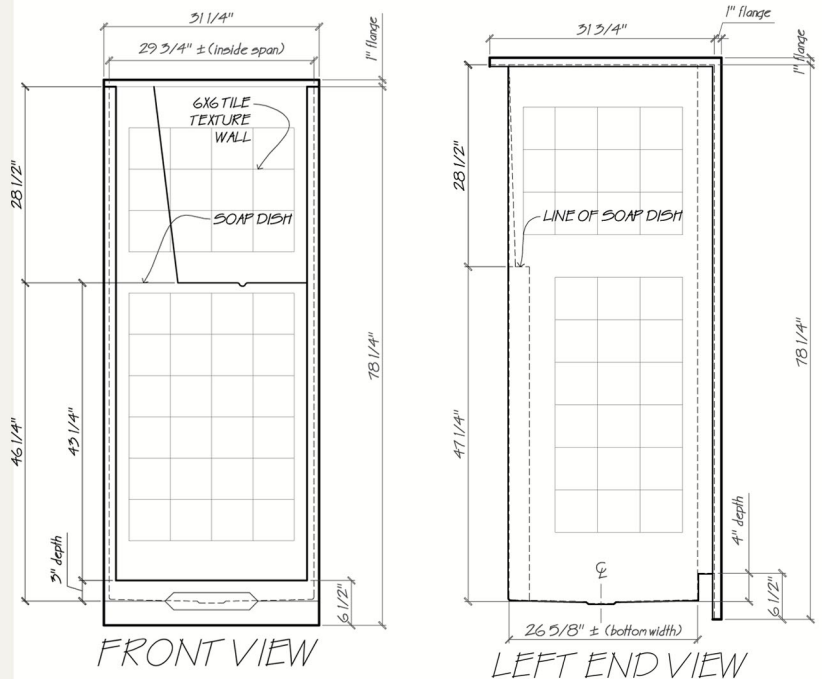 31 1/4"
29 3/4" ± (inside span)
1" flange
6X6 TILE
TEXTURE
WALL
28 1/2"
SOAP DISH
78 1/4"
46 1/4"
43 1/4"
3" depth
6 1/2"
FRONT VIEW
1" flange
31 3/4"
1" flange
28 1/2"
LINE OF SOAP DISH
78 1/4"
47 1/4"
4" depth
℄
6 1/2"
26 5/8" ± (bottom width)
LEFT END VIEW